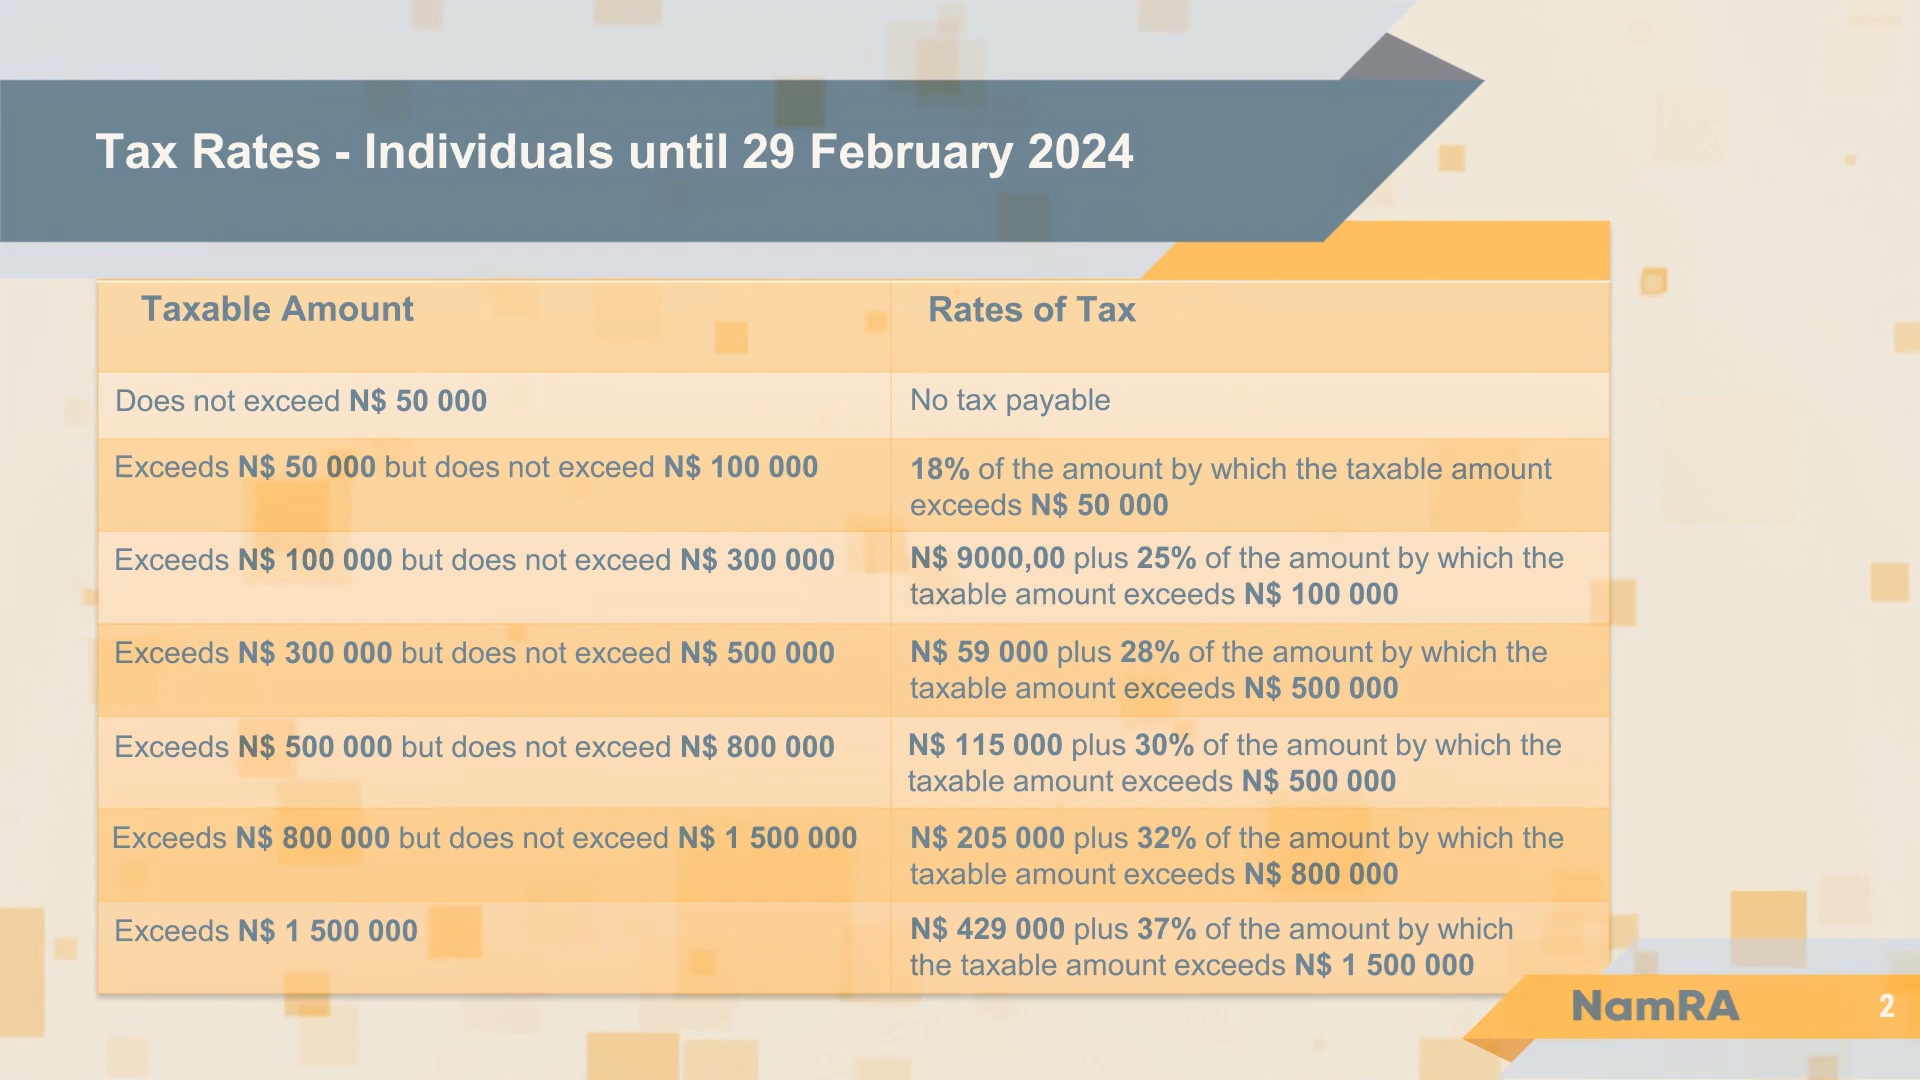 Tax Rates - Individuals until 29 February 2024
Taxable Amount
Rates of Tax
Does not exceed N$ 50 000
No tax payable
Exceeds N$ 50 000 but does not exceed N$ 100 000
18% of the amount by which the taxable amount
exceeds N$ 50 000
Exceeds N$ 100 000 but does not exceed N$ 300 000
N$ 9000,00 plus 25% of the amount by which the
taxable amount exceeds N$ 100 000
Exceeds N$ 300 000 but does not exceed N$ 500 000
N$ 59 000 plus 28% of the amount by which the
taxable amount exceeds N$ 500 000
Exceeds N$ 500 000 but does not exceed N$ 800 000
N$ 115 000 plus 30% of the amount by which the
taxable amount exceeds N$ 500 000
Exceeds N$ 800 000 but does not exceed N$ 1 500 000
N$ 205 000 plus 32% of the amount by which the
taxable amount exceeds N$ 800 000
Exceeds N$ 1 500 000
N$ 429 000 plus 37% of the amount by which
the taxable amount exceeds N$ 1 500 000
NamRA
2